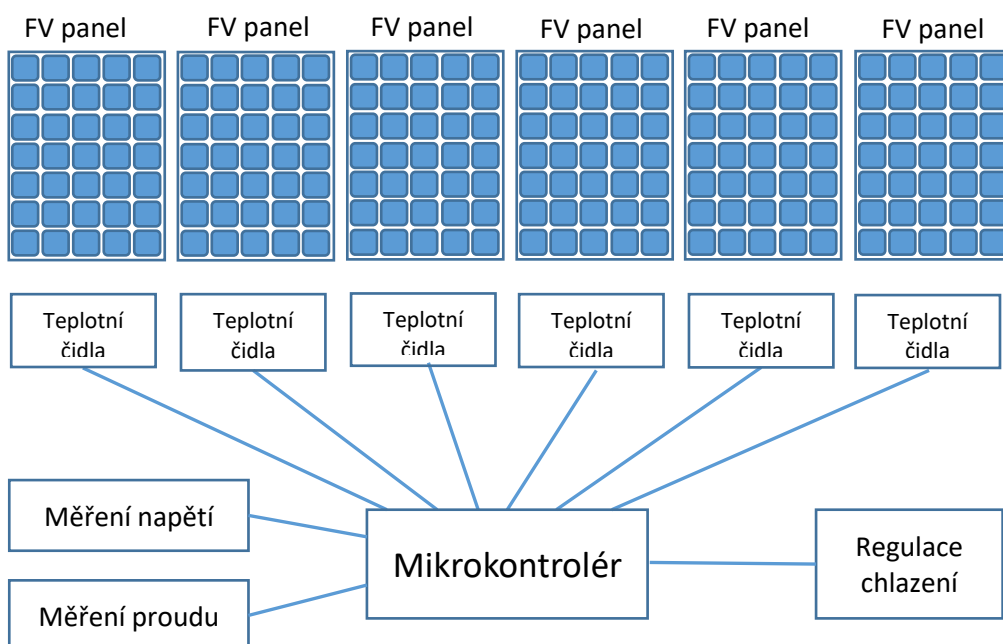 FV panel FV panel FV panel FV panel FV panel FV panel
Teplotní Teplotní Teplotní Teplotní Teplotní Teplotní
čidla čidla čidla čidla čidla čidla
Měření napětí
Mikrokontrolér
Regulace
chlazení
Měření proudu